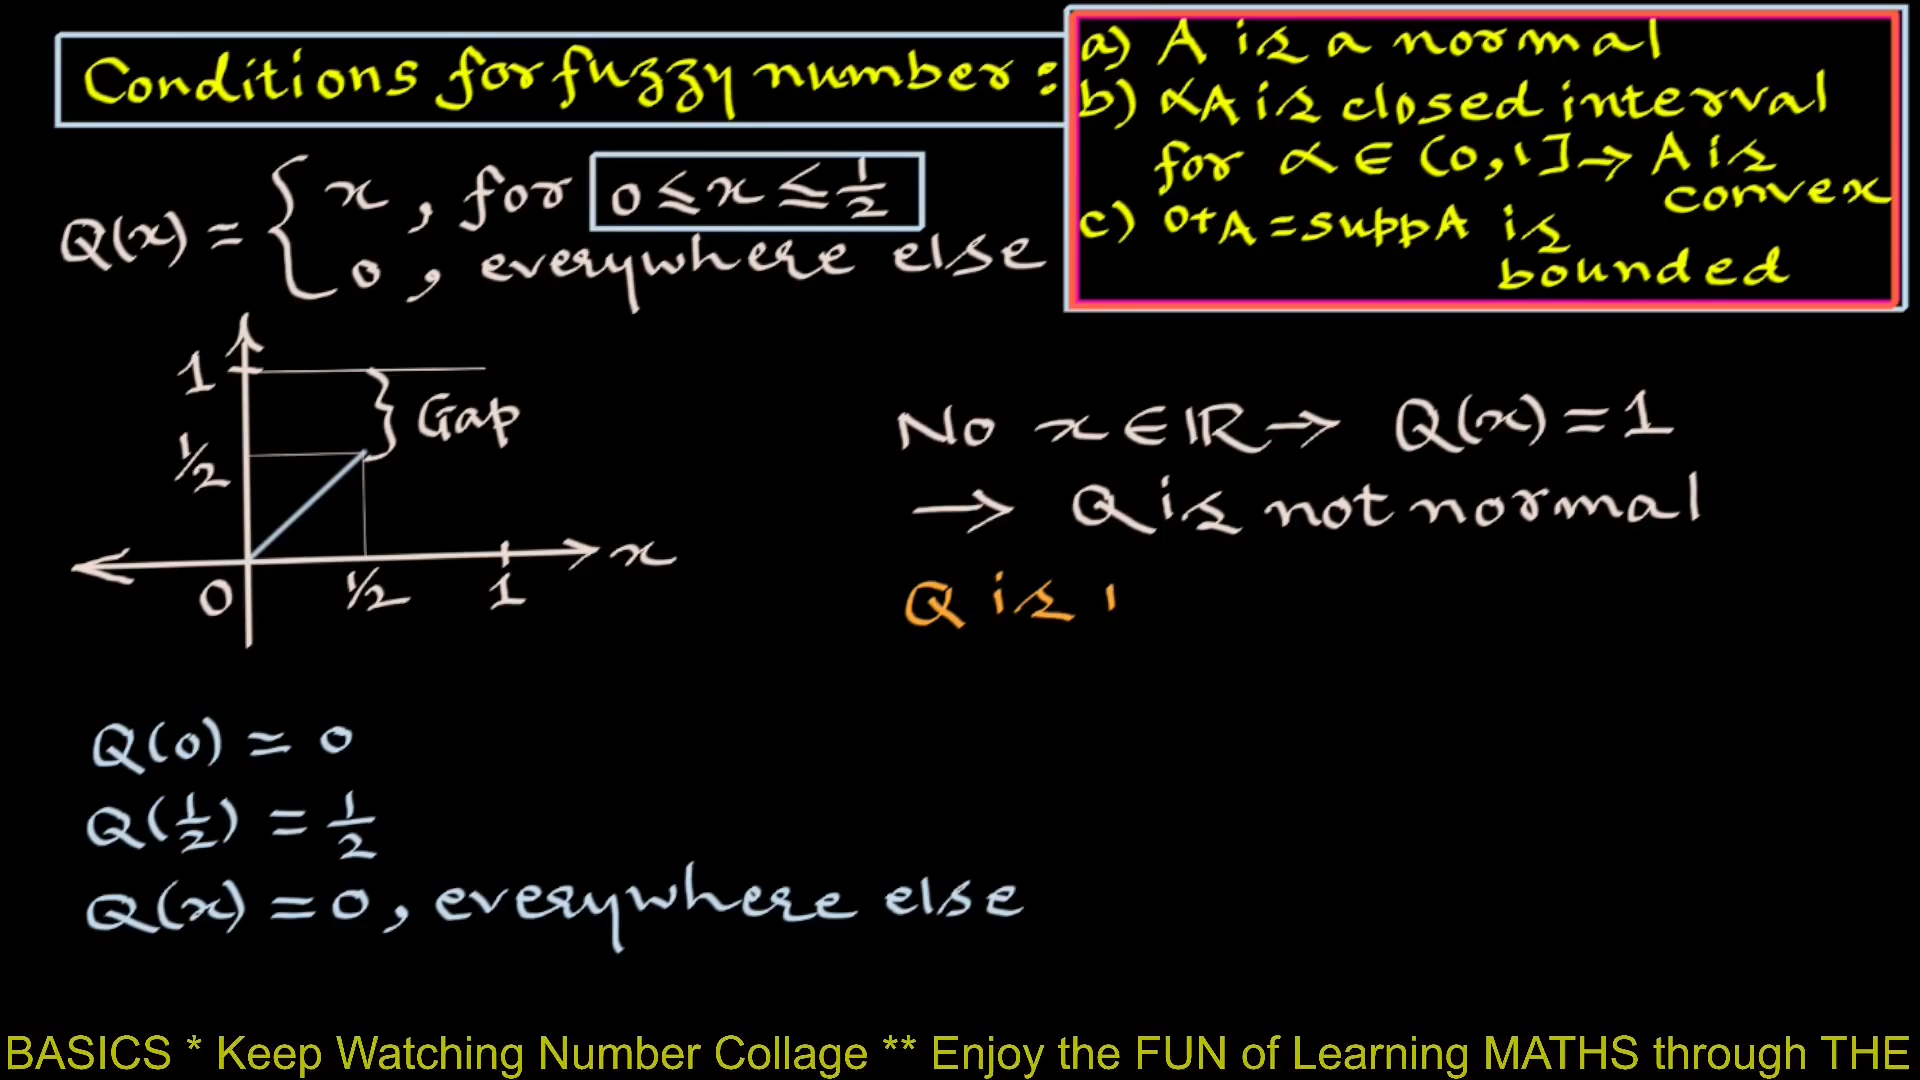 Conditions for fuzzy number :
a) A is a normal
b) αA is closed interval
for α ∈ (0,1] → A is
convex
c) 0+A = supp A is
bounded
Q(x) = { x , for 0 ≤ x ≤ 1/2
0 , everywhere else
1
Gap
1/2
0
1/2
1
x
No x ∈ ℝ → Q(x) = 1
→ Q is not normal
Q is
Q(0) = 0
Q(1/2) = 1/2
Q(x) = 0, everywhere else
BASICS * Keep Watching Number Collage ** Enjoy the FUN of Learning MATHS through THE